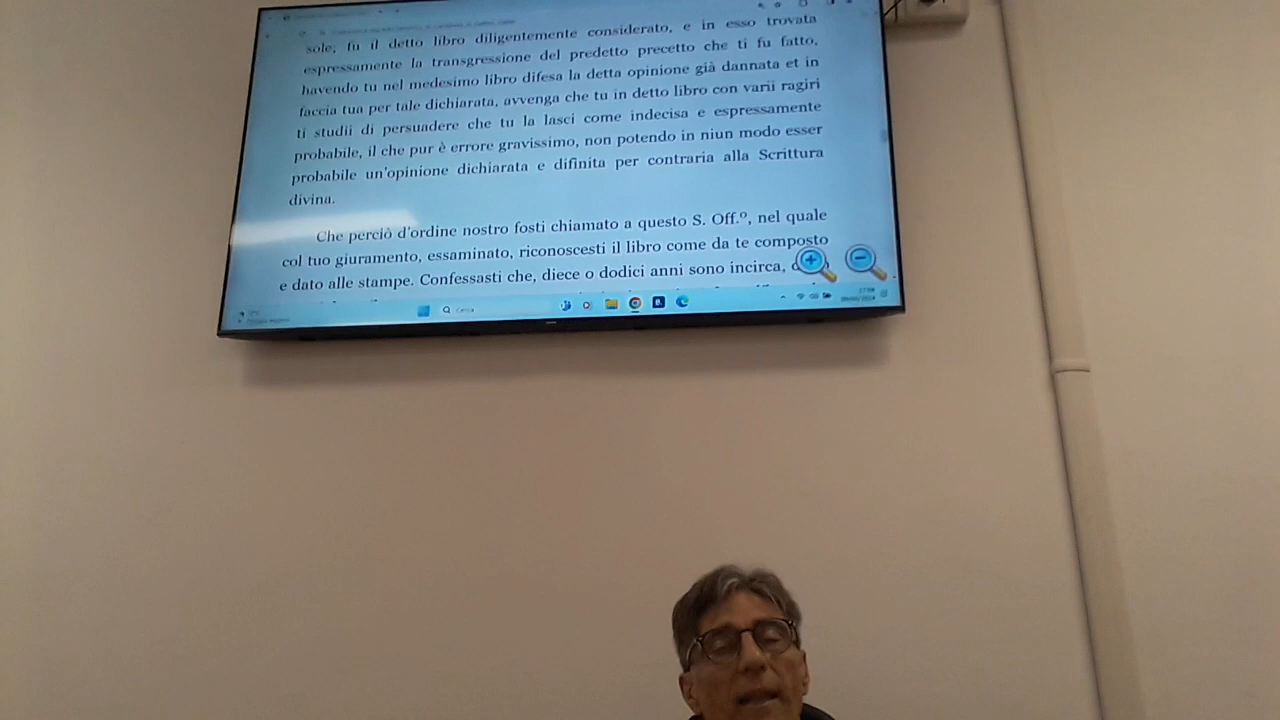 sole; fu il detto libro diligentemente considerato, e in esso trovata
espressamente la transgressione del predetto precetto che ti fu fatto,
havendo tu nel medesimo libro difesa la detta opinione già dannata et in
faccia tua per tale dichiarata, avvenga che tu in detto libro con varii ragiri
ti studii di persuadere che tu la lasci come indecisa e espressamente
probabile, il che pur è errore gravissimo, non potendo in niun modo esser
probabile un'opinione dichiarata e difinita per contraria alla Scrittura
divina.
Che perciò d'ordine nostro fosti chiamato a questo S. Off.º, nel quale
col tuo giuramento, essaminato, riconoscesti il libro come da te composto
e dato alle stampe. Confessasti che, diece o dodici anni sono incirca,
Cerca